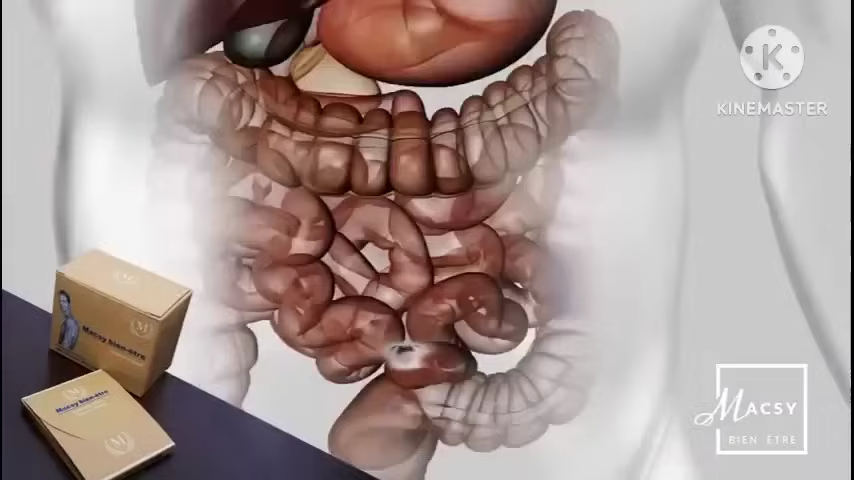 KINEMASTER
M
Macsy bien-être
Macsy bien-être
M
MACSY
BIEN ETRE